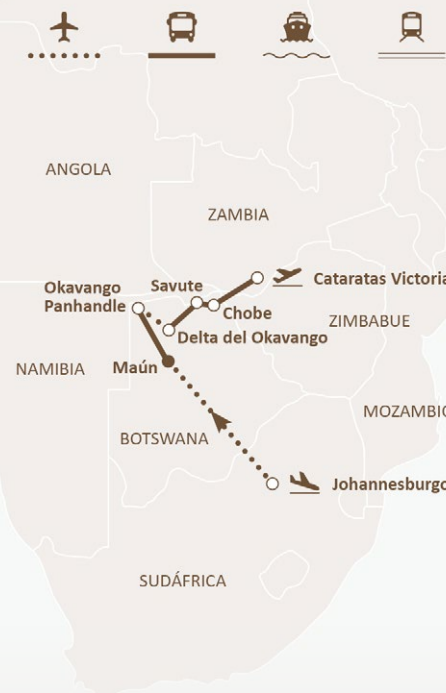 ANGOLA
ZAMBIA
Okavango
Panhandle
Savute
Cataratas Victoria
Chobe
ZIMBABUE
Delta del Okavango
NAMIBIA
Maún
MOZAMBIC
BOTSWANA
Johannesburgo
SUDÁFRICA